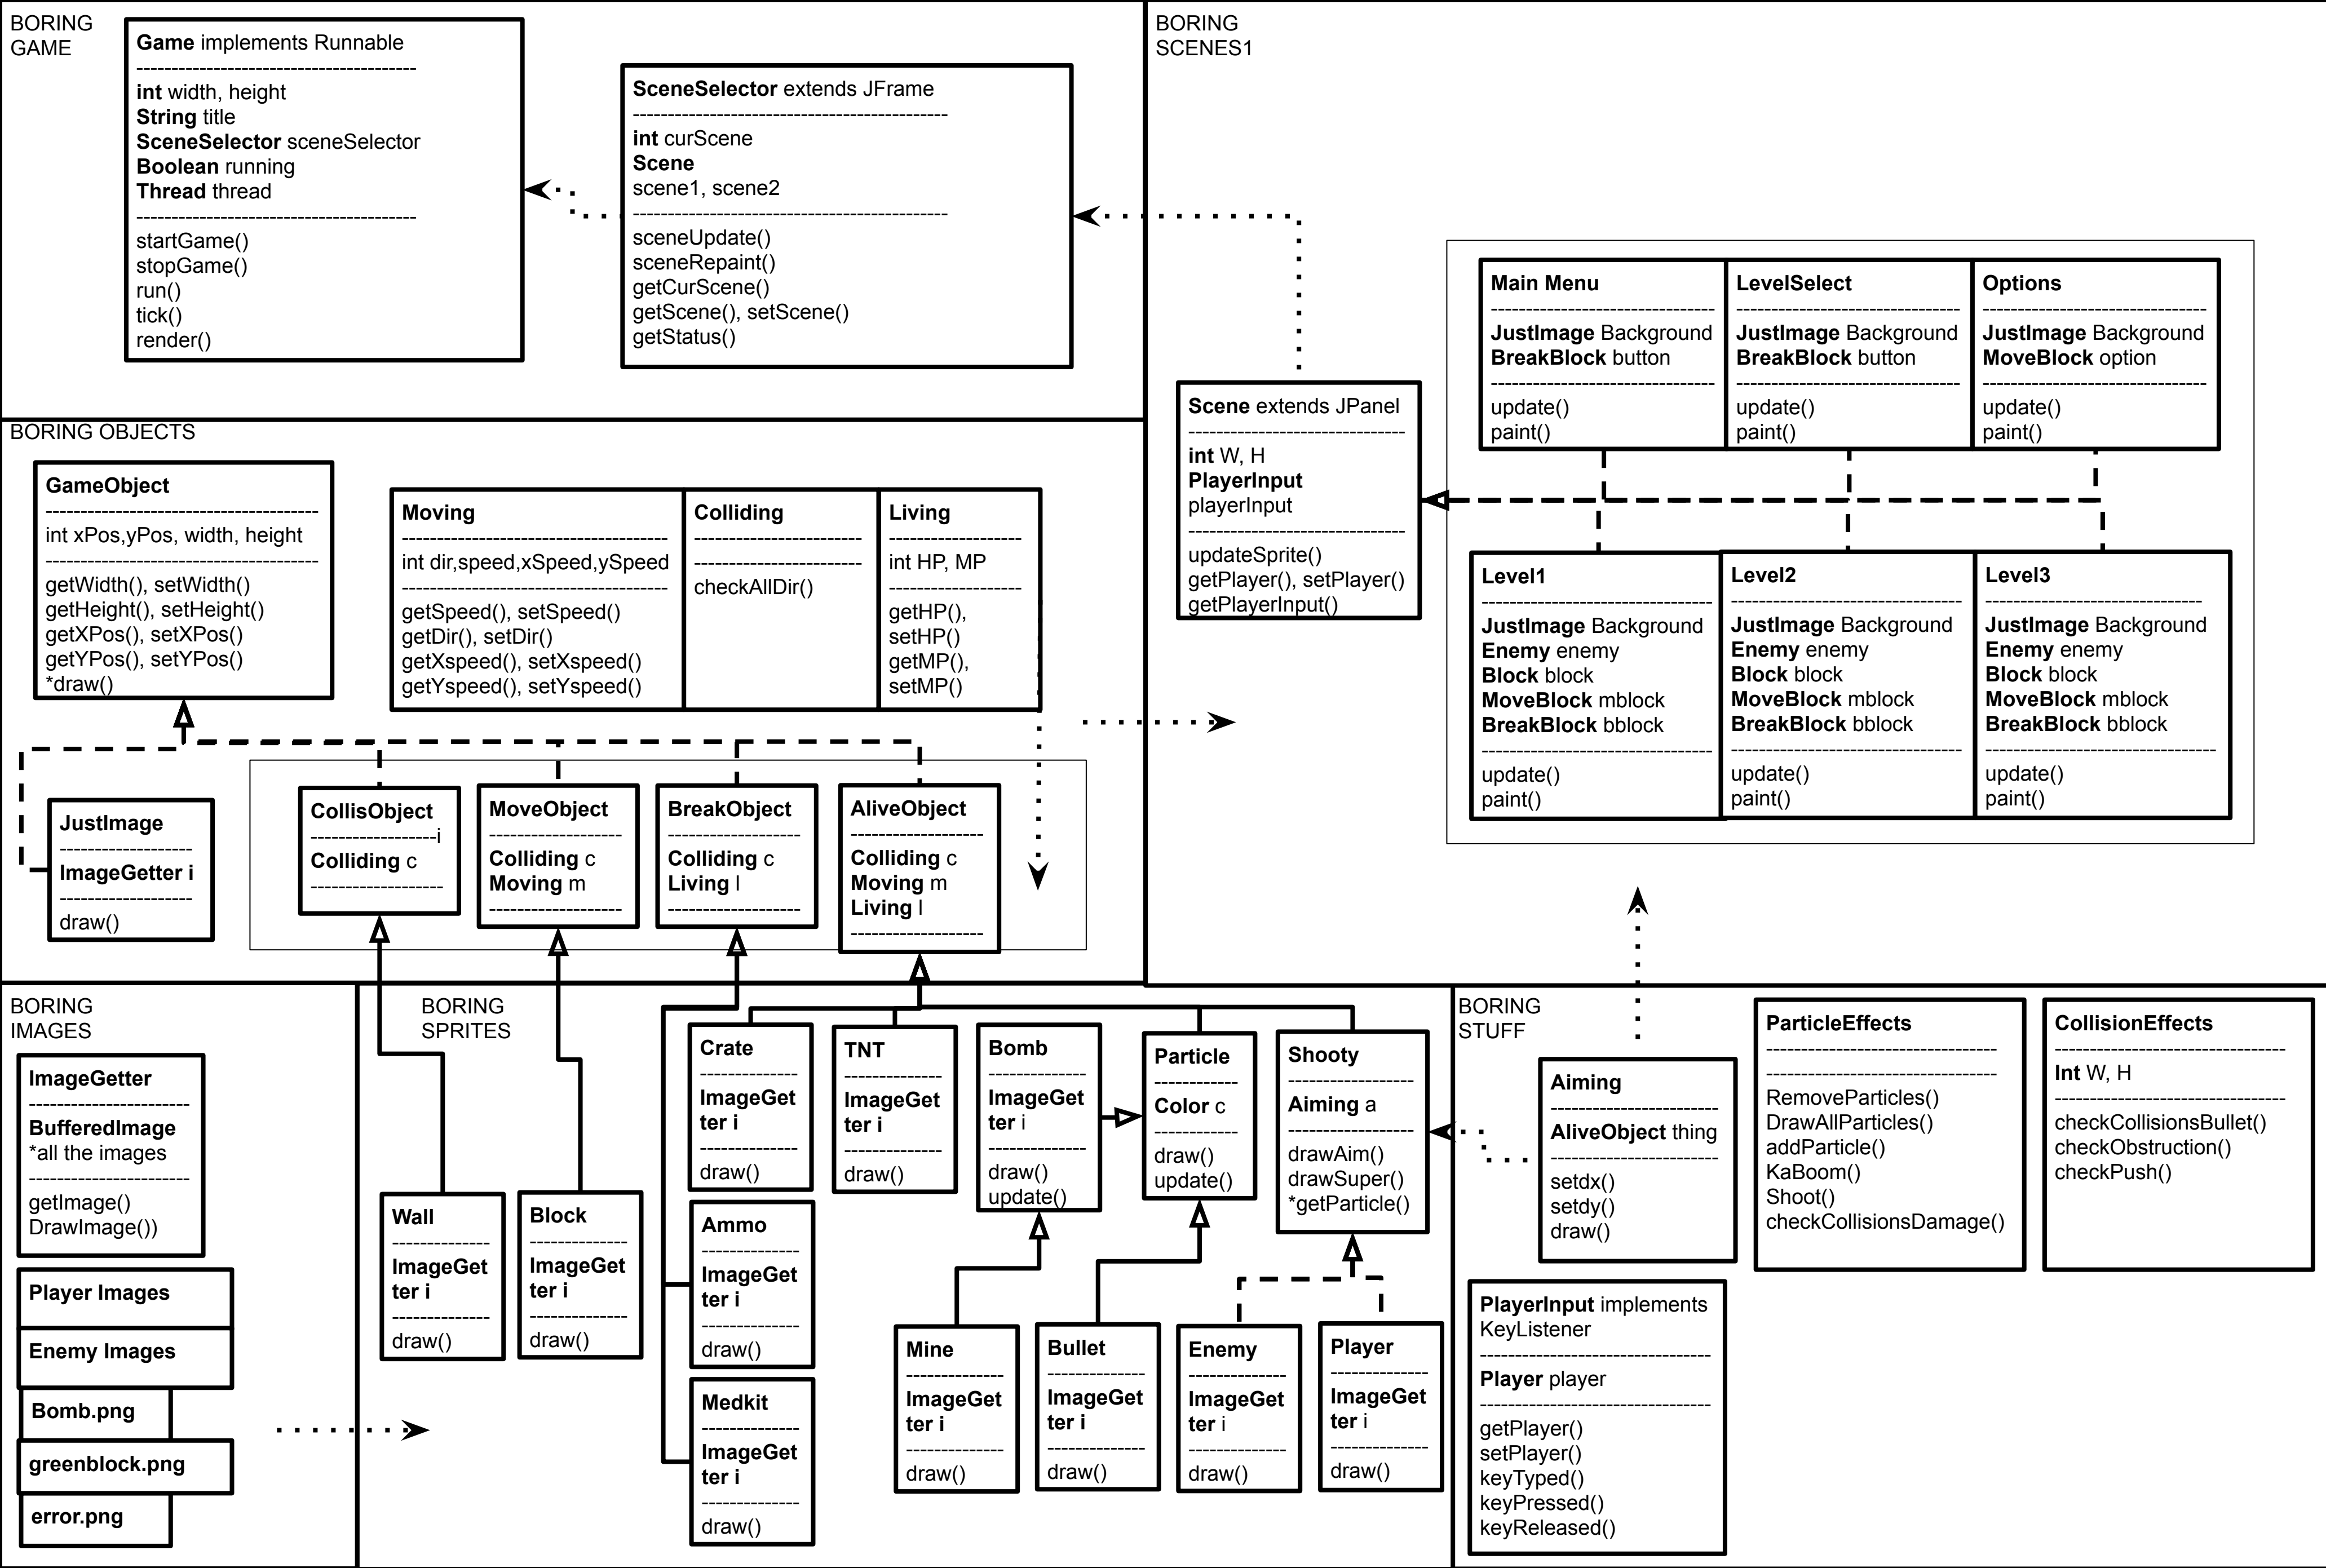 BORING
GAME
Game implements Runnable
----------------------------------------
int width, height
String title
SceneSelector sceneSelector
Boolean running
Thread thread
----------------------------------------
startGame()
stopGame()
run()
tick()
render()
SceneSelector extends JFrame
---------------------------------------------
int curScene
Scene
scene1, scene2
---------------------------------------------
sceneUpdate()
sceneRepaint()
getCurScene()
getScene(), setScene()
getStatus()
BORING
SCENES1
Scene extends JPanel
-------------------------------
int W, H
PlayerInput
playerInput
-------------------------------
updateSprite()
getPlayer(), setPlayer()
getPlayerInput()
Main Menu
--------------------------------
JustImage Background
BreakBlock button
--------------------------------
update()
paint()
LevelSelect
--------------------------------
JustImage Background
BreakBlock button
--------------------------------
update()
paint()
Options
--------------------------------
JustImage Background
MoveBlock option
--------------------------------
update()
paint()
Level1
---------------------------------
JustImage Background
Enemy enemy
Block block
MoveBlock mblock
BreakBlock bblock
---------------------------------
update()
paint()
Level2
---------------------------------
JustImage Background
Enemy enemy
Block block
MoveBlock mblock
BreakBlock bblock
---------------------------------
update()
paint()
Level3
-------------------------------
JustImage Background
Enemy enemy
Block block
MoveBlock mblock
BreakBlock bblock
---------------------------------
update()
paint()
BORING OBJECTS
GameObject
---------------------------------------
int xPos,yPos, width, height
---------------------------------------
getWidth(), setWidth()
getHeight(), setHeight()
getXPos(), setXPos()
getYPos(), setYPos()
*draw()
Moving
--------------------------------------
int dir,speed,xSpeed,ySpeed
--------------------------------------
getSpeed(), setSpeed()
getDir(), setDir()
getXspeed(), setXspeed()
getYspeed(), setYspeed()
Colliding
------------------------
------------------------
checkAllDir()
Living
-------------------
int HP, MP
-------------------
getHP(),
setHP()
getMP(),
setMP()
JustImage
-------------------
ImageGetter i
-------------------
draw()
CollisObject
------------------i
Colliding c
-------------------
MoveObject
-------------------
Colliding c
Moving m
-------------------
BreakObject
-------------------
Colliding c
Living l
-------------------
AliveObject
-------------------
Colliding c
Moving m
Living l
-------------------
BORING
IMAGES
ImageGetter
-----------------------
BufferedImage
*all the images
-----------------------
getImage()
DrawImage())
Player Images
Enemy Images
Bomb.png
greenblock.png
error.png
BORING
SPRITES
Wall
--------------
ImageGet
ter i
--------------
draw()
Block
--------------
ImageGet
ter i
--------------
draw()
Crate
--------------
ImageGet
ter i
--------------
draw()
Ammo
--------------
ImageGet
ter i
--------------
draw()
Medkit
--------------
ImageGet
ter i
--------------
draw()
TNT
--------------
ImageGet
ter i
--------------
draw()
Bomb
--------------
ImageGet
ter i
--------------
draw()
update()
Particle
------------
Color c
------------
draw()
update()
Shooty
------------------
Aiming a
------------------
drawAim()
drawSuper()
*getParticle()
Mine
--------------
ImageGet
ter i
--------------
draw()
Bullet
--------------
ImageGet
ter i
--------------
draw()
Enemy
--------------
ImageGet
ter i
--------------
draw()
Player
--------------
ImageGet
ter i
--------------
draw()
BORING
STUFF
Aiming
------------------------
AliveObject thing
------------------------
setdx()
setdy()
draw()
ParticleEffects
---------------------------------
---------------------------------
RemoveParticles()
DrawAllParticles()
addParticle()
KaBoom()
Shoot()
checkCollisionsDamage()
CollisionEffects
---------------------------------
Int W, H
---------------------------------
checkCollisionsBullet()
checkObstruction()
checkPush()
PlayerInput implements
KeyListener
---------------------------------
Player player
---------------------------------
getPlayer()
setPlayer()
keyTyped()
keyPressed()
keyReleased()